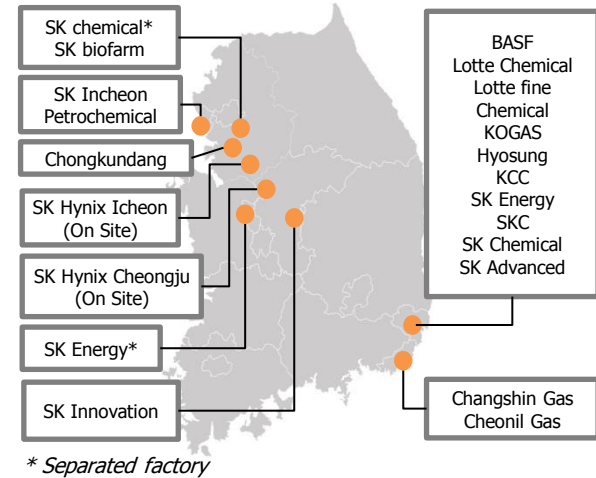 SK chemical*
SK biofarm
SK Incheon
Petrochemical
Chongkundang
SK Hynix Icheon
(On Site)
SK Hynix Cheongju
(On Site)
SK Energy*
SK Innovation
* Separated factory
BASF
Lotte Chemical
Lotte fine
Chemical
KOGAS
Hyosung
KCC
SK Energy
SKC
SK Chemical
SK Advanced
Changshin Gas
Cheonil Gas